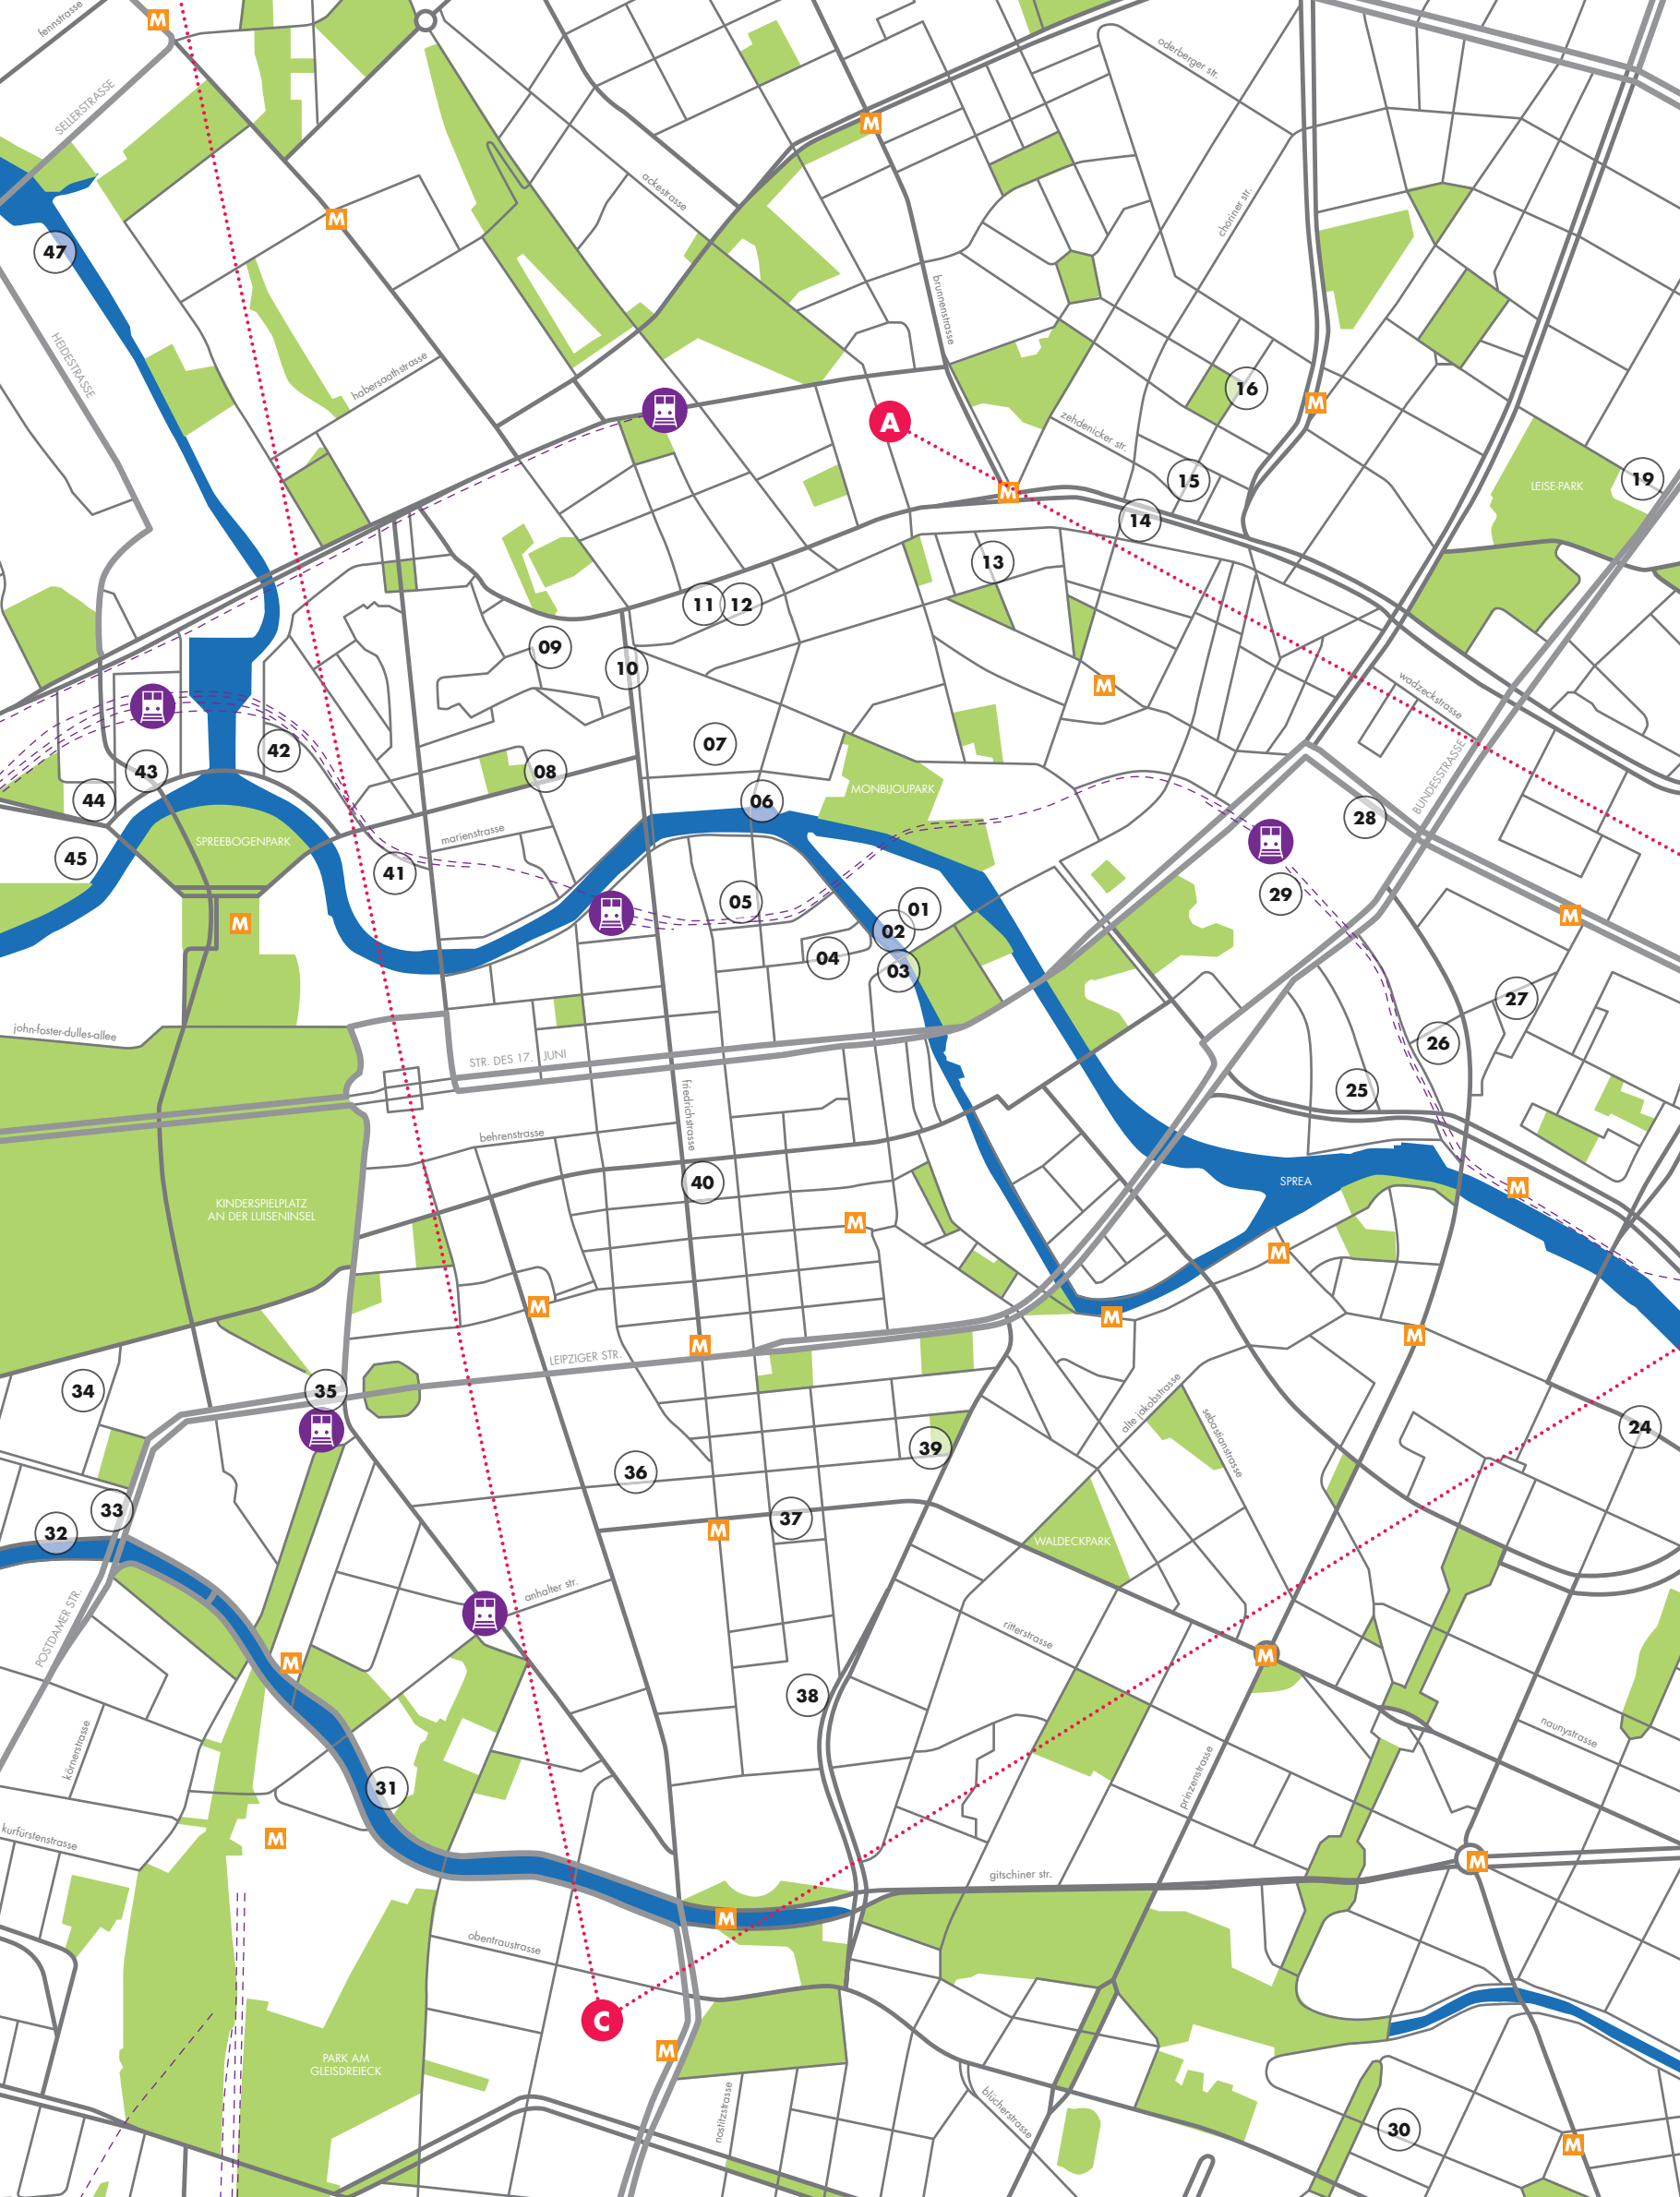 fennstrasse
M
SELLERSTRASSE
oderberger str.
M
ackestrasse
M
choriner str.
47
brunnenstrasse
HEIDESTRASSE
habersaathstrasse
16
M
A
zehdenicker str.
15
19
LEISE-PARK
M
14
13
11
12
09
10
M
wadzeckstrasse
07
42
43
08
BUNDESSTRASSE
44
MONBIJOUPARK
06
28
marienstrasse
SPREEBOGENPARK
45
41
29
05
01
M
M
02
04
03
27
john-foster-dulles-allee
26
STR. DES 17. JUNI
25
friedrichstrasse
behrenstrasse
40
SPREA
M
KINDERSPIELPLATZ
AN DER LUISENINSEL
M
M
M
M
M
M
LEIPZIGER STR.
34
35
alte jakobstrasse
sebastianstrasse
24
39
36
33
37
32
M
WALDECKPARK
anhalter str.
POSTDAMER STR.
ritterstrasse
M
M
38
naunystrasse
körnerstrasse
prinzenstrasse
31
kurfürstenstrasse
M
M
gitschiner str.
M
obentraustrasse
C
M
PARK AM
GLEISDREIECK
nostitzstrasse
blücherstrasse
30
M